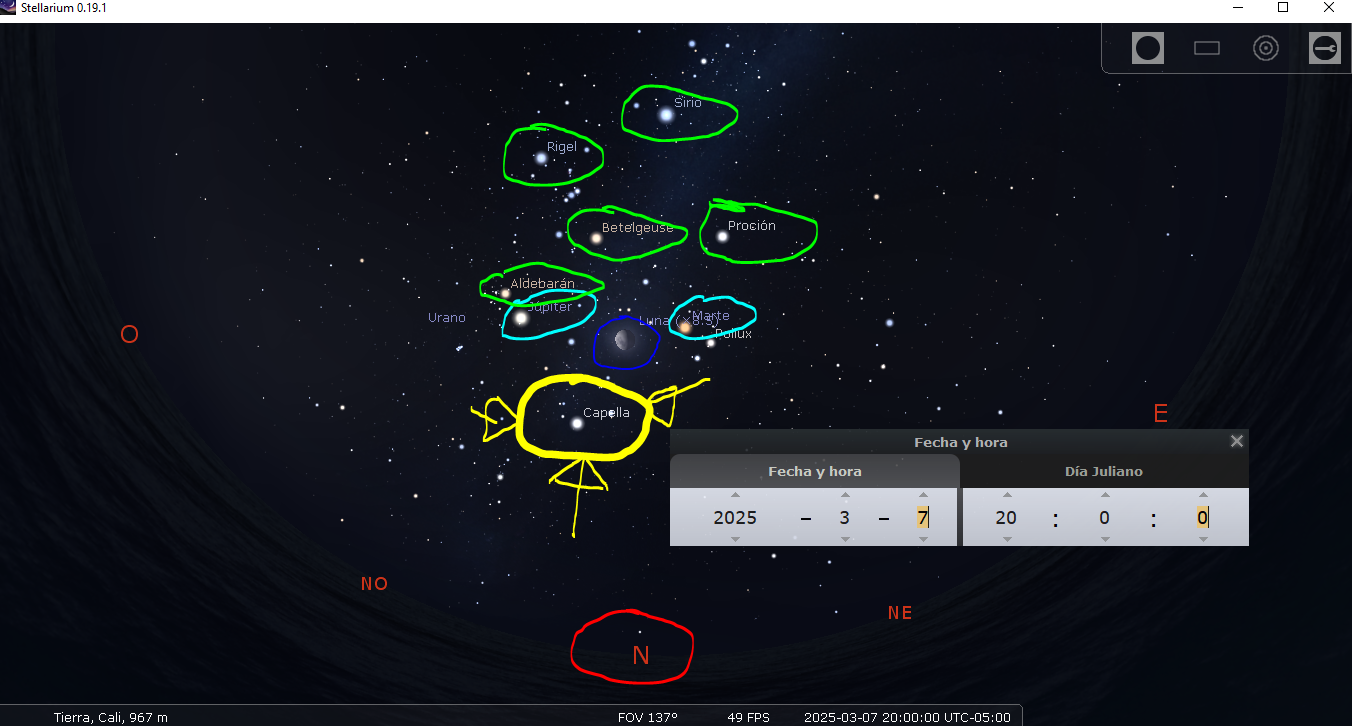 Stellarium 0.19.1
Sirio
Rigel
Betelgeuse
Proción
Aldebarán
Júpiter
Urano
Luna (×8.5)
Marte
Pólux
O
Capella
E
Fecha y hora
Fecha y hora
Día Juliano
2025 – 3 – 7
20 : 0 : 0
NO
NE
N
Tierra, Cali, 967 m
FOV 137°
49 FPS
2025-03-07 20:00:00 UTC-05:00